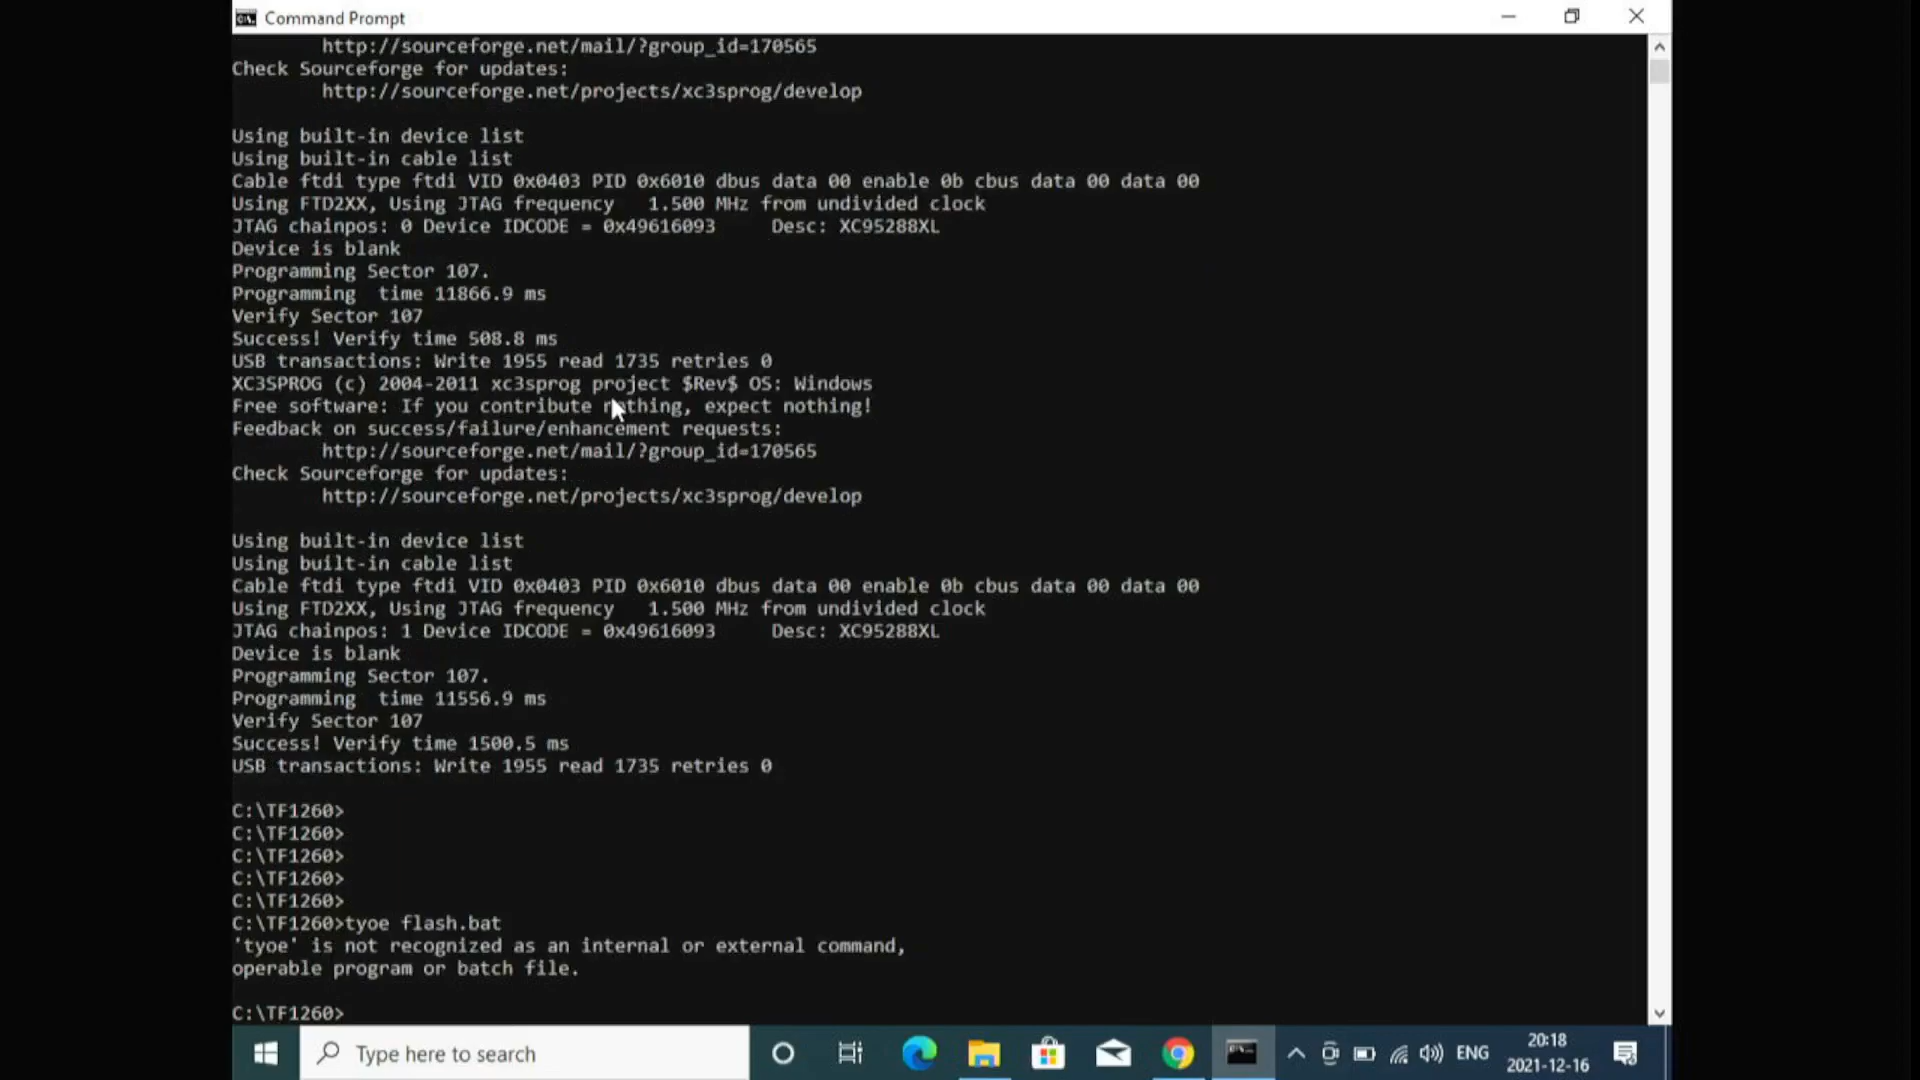 Command Prompt
http://sourceforge.net/mail/?group_id=170565
Check Sourceforge for updates:
http://sourceforge.net/projects/xc3sprog/develop
Using built-in device list
Using built-in cable list
Cable ftdi type ftdi VID 0x0403 PID 0x6010 dbus data 00 enable 0b cbus data 00 data 00
Using FTD2XX, Using JTAG frequency   1.500 MHz from undivided clock
JTAG chainpos: 0 Device IDCODE = 0x49616093     Desc: XC95288XL
Device is blank
Programming Sector 107.
Programming  time 11866.9 ms
Verify Sector 107
Success! Verify time 508.8 ms
USB transactions: Write 1955 read 1735 retries 0
XC3SPROG (c) 2004-2011 xc3sprog project $Rev$ OS: Windows
Free software: If you contribute nothing, expect nothing!
Feedback on success/failure/enhancement requests:
http://sourceforge.net/mail/?group_id=170565
Check Sourceforge for updates:
http://sourceforge.net/projects/xc3sprog/develop
Using built-in device list
Using built-in cable list
Cable ftdi type ftdi VID 0x0403 PID 0x6010 dbus data 00 enable 0b cbus data 00 data 00
Using FTD2XX, Using JTAG frequency   1.500 MHz from undivided clock
JTAG chainpos: 1 Device IDCODE = 0x49616093     Desc: XC95288XL
Device is blank
Programming Sector 107.
Programming  time 11556.9 ms
Verify Sector 107
Success! Verify time 1500.5 ms
USB transactions: Write 1955 read 1735 retries 0
C:\TF1260>
C:\TF1260>
C:\TF1260>
C:\TF1260>
C:\TF1260>
C:\TF1260>tyoe flash.bat
'tyoe' is not recognized as an internal or external command,
operable program or batch file.
C:\TF1260>
Type here to search
ENG
20:18
2021-12-16